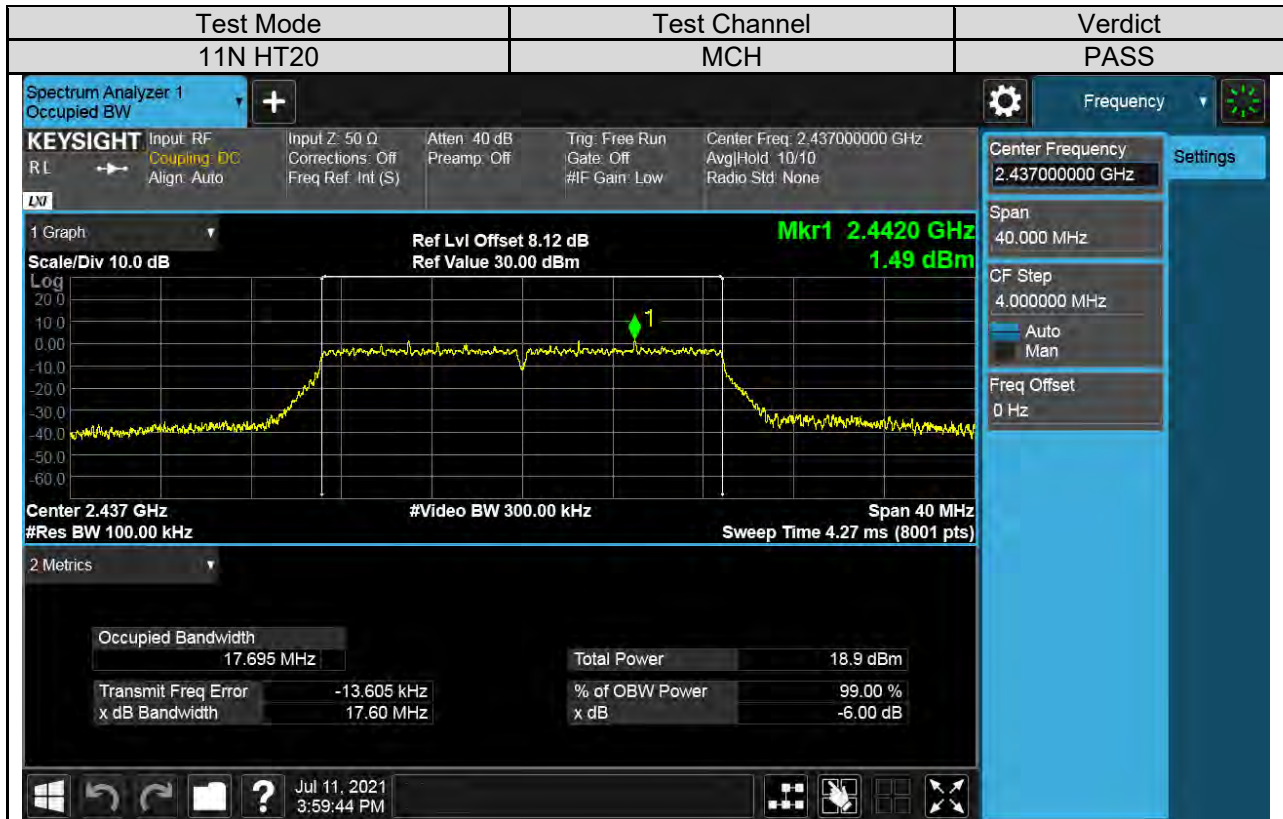 Test Mode Test Channel Verdict
11N HT20 MCH PASS
Spectrum Analyzer 1
Occupied BW
+
Frequency
KEYSIGHT
RL
LXI
Input: RF
Coupling: DC
Align: Auto
Input Z: 50 Ω
Corrections: Off
Freq Ref: Int (S)
Atten: 40 dB
Preamp: Off
Trig: Free Run
Gate: Off
#IF Gain: Low
Center Freq: 2.437000000 GHz
Avg|Hold: 10/10
Radio Std: None
Center Frequency
2.437000000 GHz
Settings
Span
40.000 MHz
CF Step
4.000000 MHz
Auto
Man
Freq Offset
0 Hz
1 Graph
Scale/Div 10.0 dB
Ref Lvl Offset 8.12 dB
Ref Value 30.00 dBm
Mkr1 2.4420 GHz
1.49 dBm
Log
20.0
10.0
0.00
-10.0
-20.0
-30.0
-40.0
-50.0
-60.0
1
Center 2.437 GHz #Video BW 300.00 kHz Span 40 MHz
#Res BW 100.00 kHz Sweep Time 4.27 ms (8001 pts)
2 Metrics
Occupied Bandwidth
17.695 MHz
Total Power 18.9 dBm
Transmit Freq Error -13.605 kHz
% of OBW Power 99.00 %
x dB Bandwidth 17.60 MHz
x dB -6.00 dB
?
Jul 11, 2021
3:59:44 PM